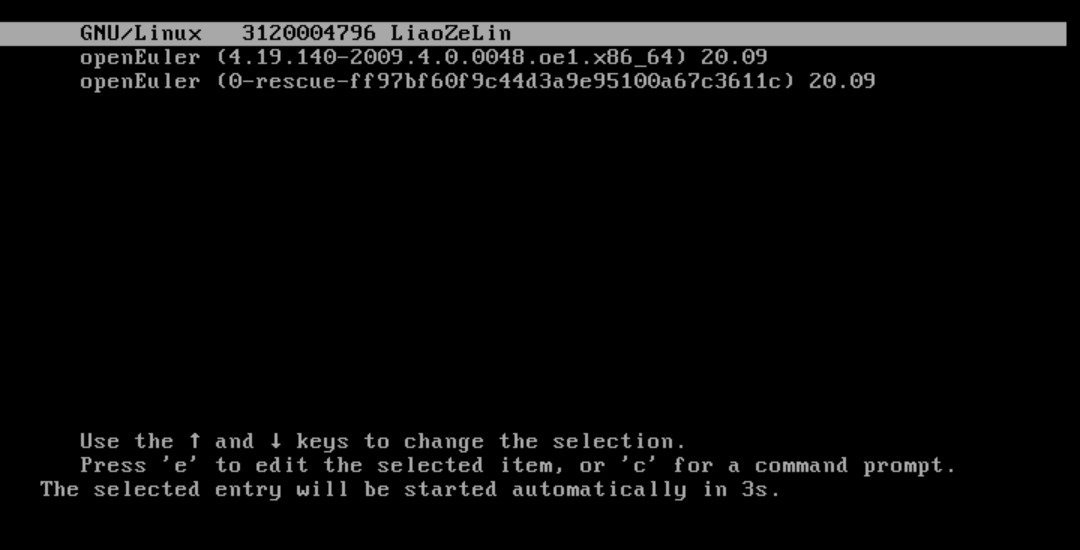 GNU/Linux   3120004796 LiaoZeLin
openEuler (4.19.140-2009.4.0.0048.oe1.x86_64) 20.09
openEuler (0-rescue-ff97bf60f9c44d3a9e95100a67c3611c) 20.09
Use the ↑ and ↓ keys to change the selection.
Press 'e' to edit the selected item, or 'c' for a command prompt.
The selected entry will be started automatically in 3s.